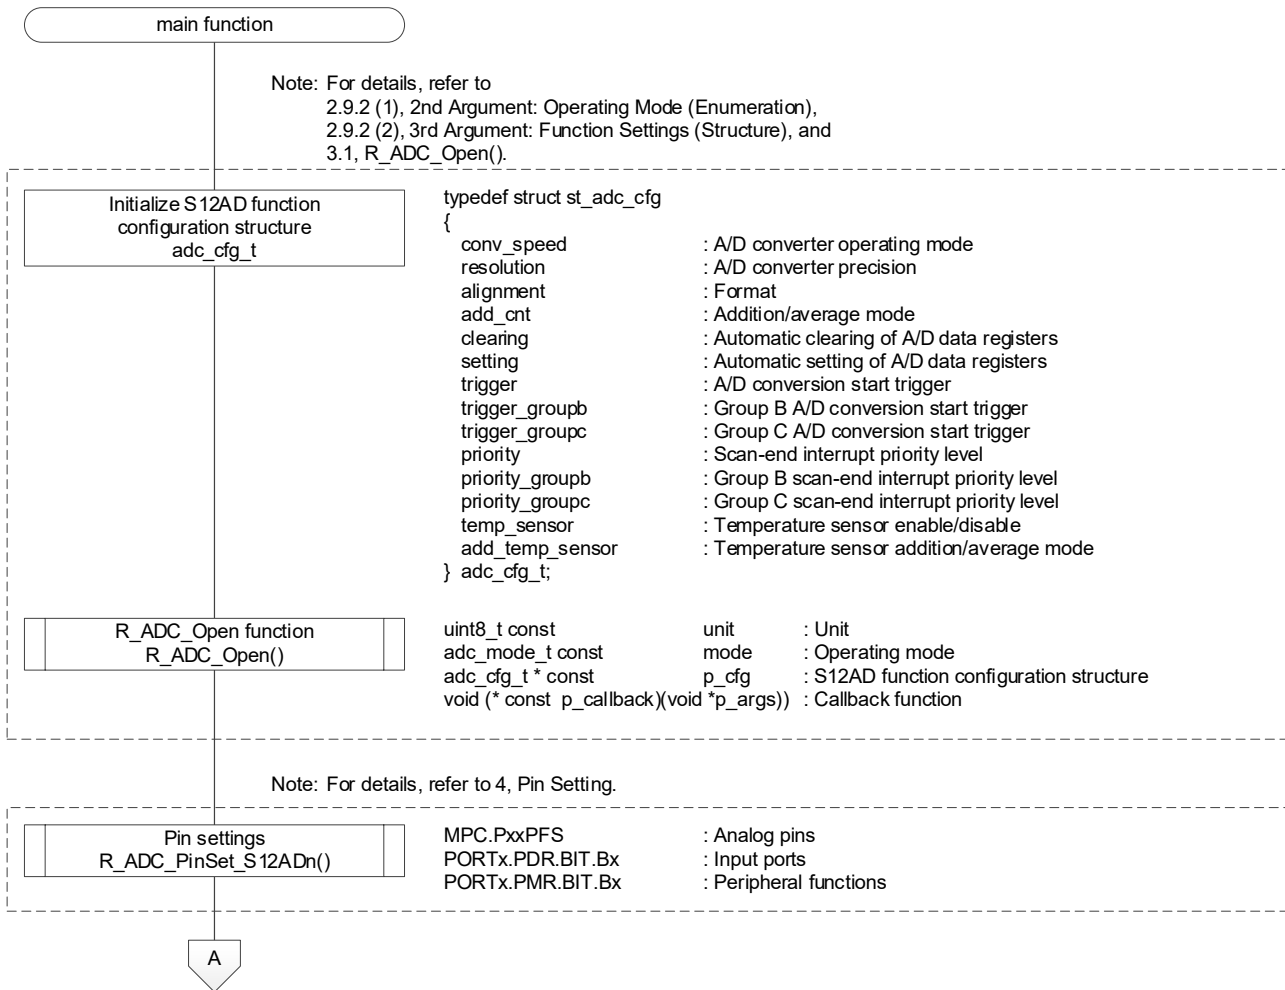 main function
Note: For details, refer to
2.9.2 (1), 2nd Argument: Operating Mode (Enumeration),
2.9.2 (2), 3rd Argument: Function Settings (Structure), and
3.1, R_ADC_Open().
Initialize S12AD function
configuration structure
adc_cfg_t
typedef struct st_adc_cfg
{
conv_speed : A/D converter operating mode
resolution : A/D converter precision
alignment : Format
add_cnt : Addition/average mode
clearing : Automatic clearing of A/D data registers
setting : Automatic setting of A/D data registers
trigger : A/D conversion start trigger
trigger_groupb : Group B A/D conversion start trigger
trigger_groupc : Group C A/D conversion start trigger
priority : Scan-end interrupt priority level
priority_groupb : Group B scan-end interrupt priority level
priority_groupc : Group C scan-end interrupt priority level
temp_sensor : Temperature sensor enable/disable
add_temp_sensor : Temperature sensor addition/average mode
} adc_cfg_t;
R_ADC_Open function
R_ADC_Open()
uint8_t const unit : Unit
adc_mode_t const mode : Operating mode
adc_cfg_t * const p_cfg : S12AD function configuration structure
void (* const p_callback)(void *p_args)) : Callback function
Note: For details, refer to 4, Pin Setting.
Pin settings
R_ADC_PinSet_S12ADn()
MPC.PxxPFS : Analog pins
PORTx.PDR.BIT.Bx : Input ports
PORTx.PMR.BIT.Bx : Peripheral functions
A